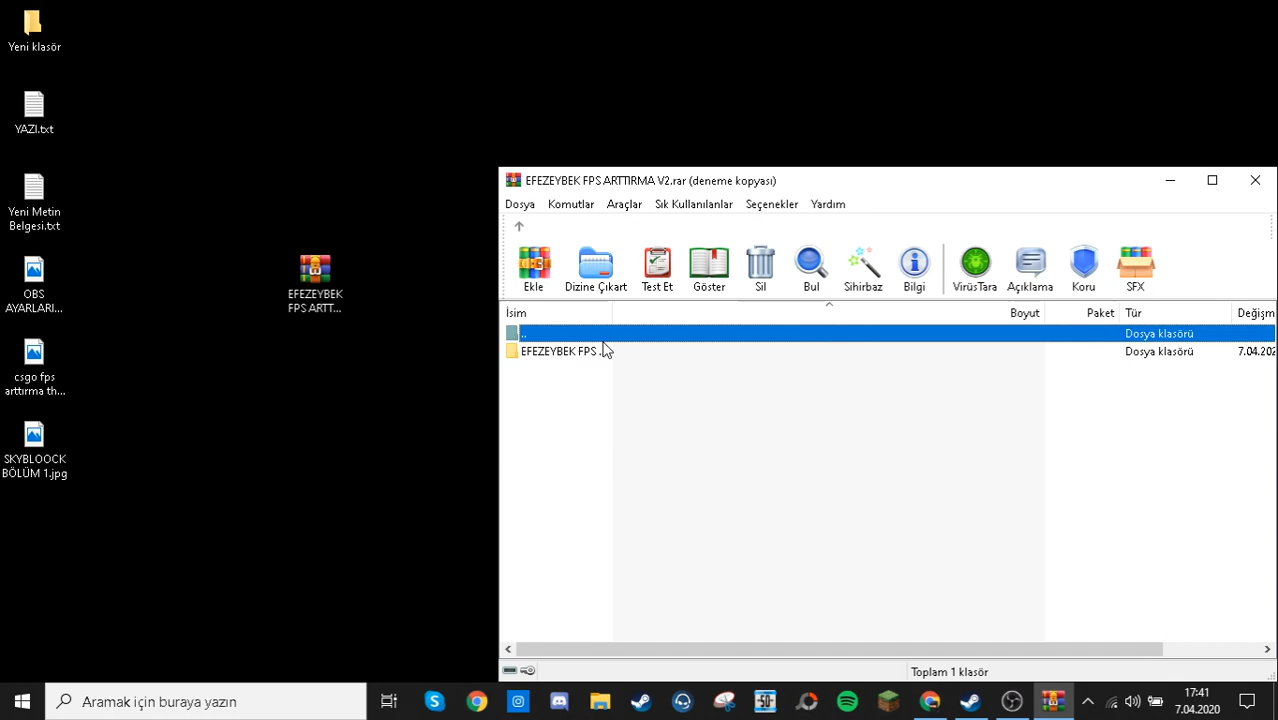 Yeni klasör
YAZI.txt
Yeni Metin
Belgesi.txt
OBS
AYARLARI...
csgo fps
arttırma th...
SKYBLOOCK
BÖLÜM 1.jpg
EFEZEYBEK
FPS ARTT...
EFEZEYBEK FPS ARTTIRMA V2.rar (deneme kopyası)
Dosya Komutlar Araçlar Sık Kullanılanlar Seçenekler Yardım
Ekle Dizine Çıkart Test Et Göster Sil Bul Sihirbaz Bilgi VirüsTara Açıklama Koru SFX
İsim Boyut Paket Tür Değişm
.. Dosya klasörü
EFEZEYBEK FPS ... Dosya klasörü 7.04.202
Toplam 1 klasör
Aramak için buraya yazın
17:41
7.04.2020